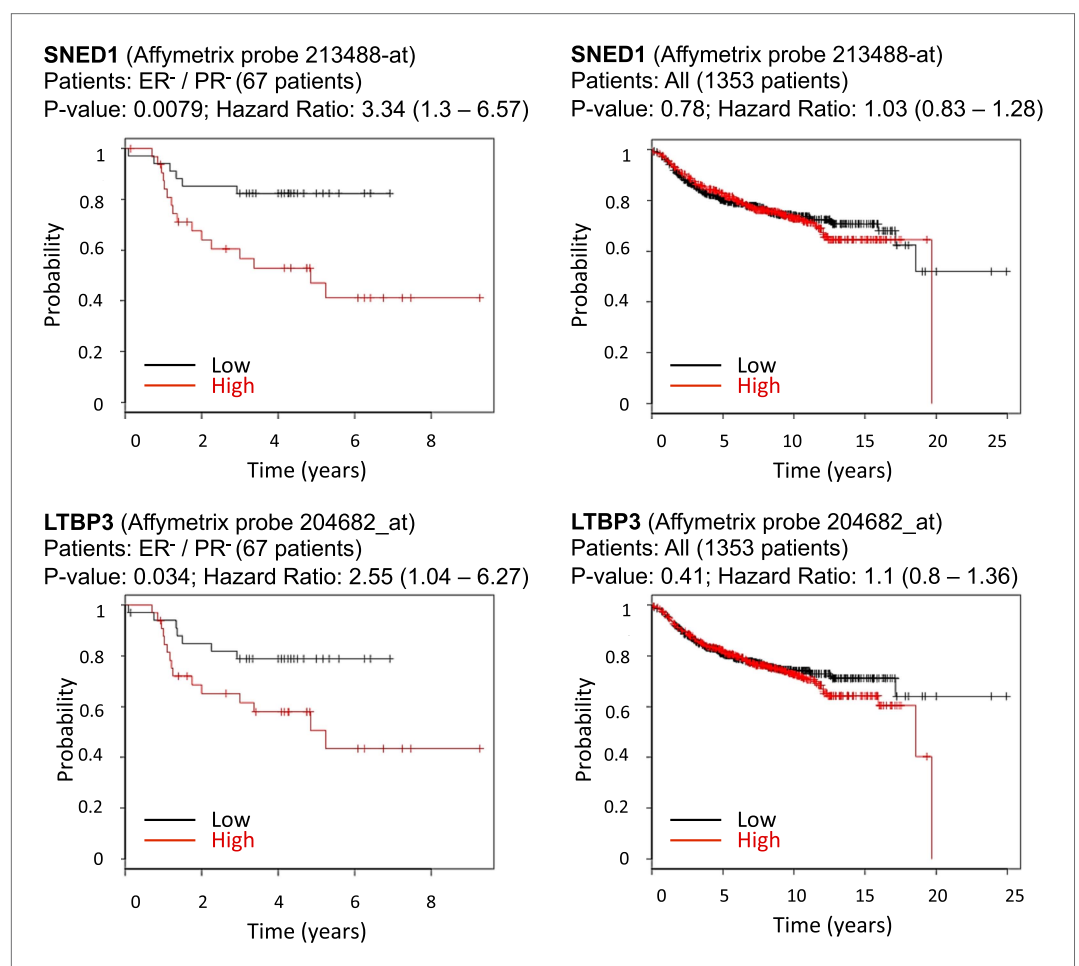 SNED1 (Affymetrix probe 213488-at)
Patients: ER⁻ / PR⁻ (67 patients)
P-value: 0.0079; Hazard Ratio: 3.34 (1.3 – 6.57)
1
0.8
0.6
0.4
0.2
0
Probability
Low
High
0 2 4 6 8
Time (years)
SNED1 (Affymetrix probe 213488-at)
Patients: All (1353 patients)
P-value: 0.78; Hazard Ratio: 1.03 (0.83 – 1.28)
1
0.8
0.6
0.4
0.2
0
Probability
Low
High
0 5 10 15 20 25
Time (years)
LTBP3 (Affymetrix probe 204682_at)
Patients: ER⁻ / PR⁻ (67 patients)
P-value: 0.034; Hazard Ratio: 2.55 (1.04 – 6.27)
1
0.8
0.6
0.4
0.2
0
Probability
Low
High
0 2 4 6 8
Time (years)
LTBP3 (Affymetrix probe 204682_at)
Patients: All (1353 patients)
P-value: 0.41; Hazard Ratio: 1.1 (0.8 – 1.36)
1
0.8
0.6
0.4
0.2
0
Probability
Low
High
0 5 10 15 20 25
Time (years)